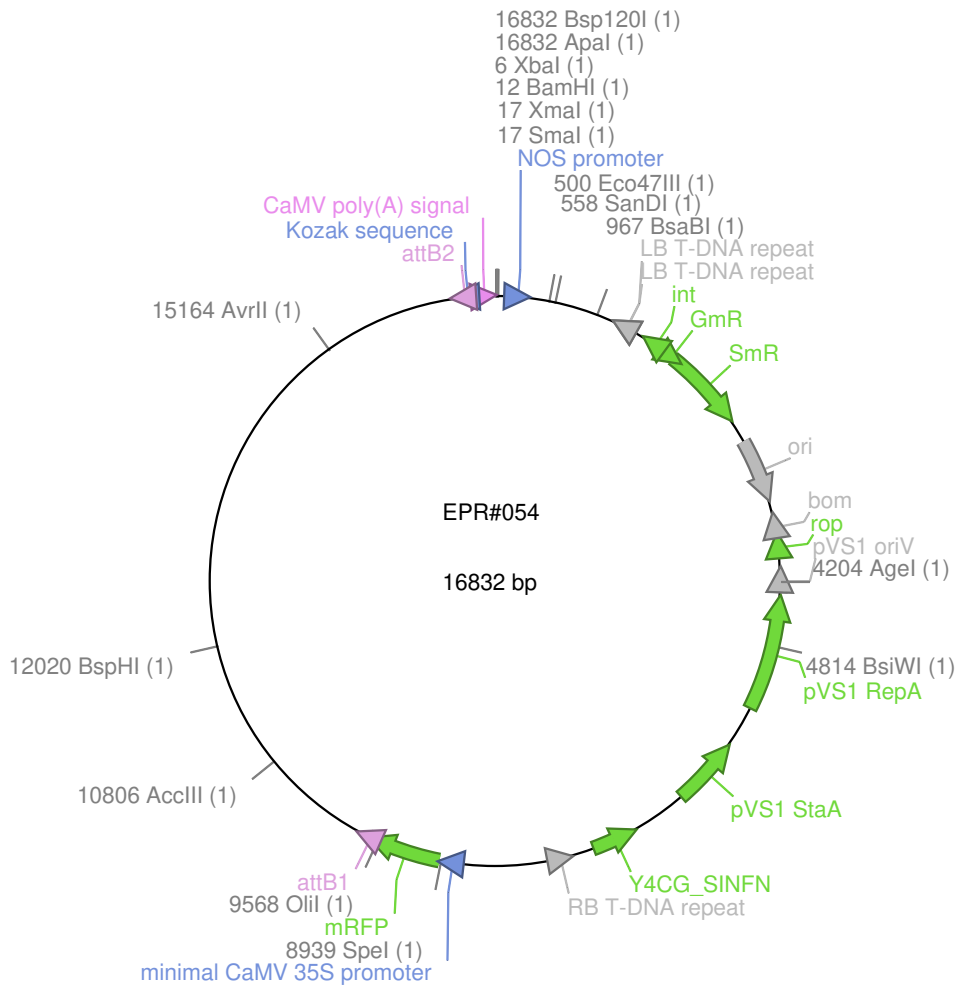 16832 Bsp120I (1)
16832 ApaI (1)
6 XbaI (1)
12 BamHI (1)
17 XmaI (1)
17 SmaI (1)
NOS promoter
500 Eco47III (1)
558 SanDI (1)
967 BsaBI (1)
LB T-DNA repeat
LB T-DNA repeat
int
GmR
SmR
CaMV poly(A) signal
Kozak sequence
attB2
15164 AvrII (1)
ori
bom
rop
pVS1 oriV
4204 AgeI (1)
EPR#054
16832 bp
12020 BspHI (1)
4814 BsiWI (1)
pVS1 RepA
10806 AccIII (1)
pVS1 StaA
attB1
Y4CG_SINFN
9568 OliI (1)
RB T-DNA repeat
mRFP
8939 SpeI (1)
minimal CaMV 35S promoter